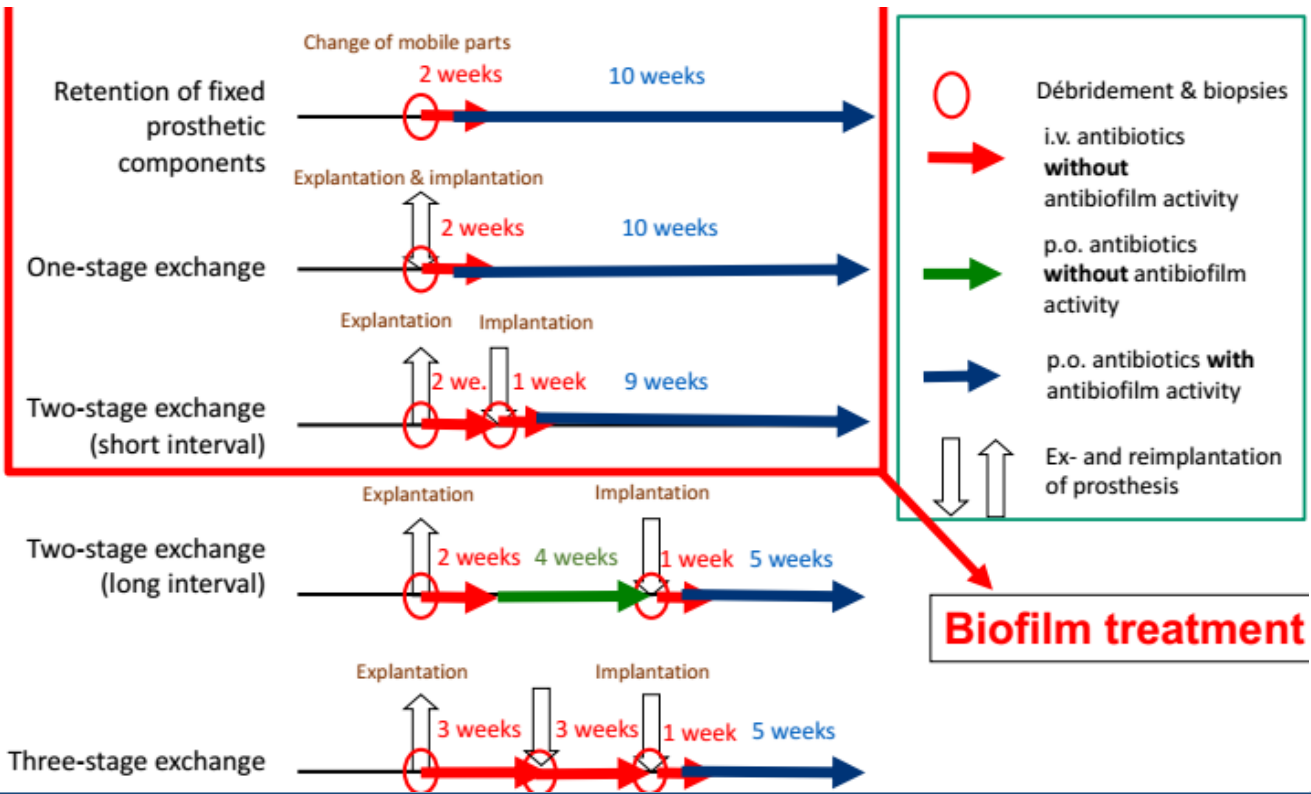 Change of mobile parts
2 weeks
10 weeks
Retention of fixed
prosthetic
components
Explantation & implantation
2 weeks
10 weeks
One-stage exchange
Explantation
Implantation
2 we.
1 week
9 weeks
Two-stage exchange
(short interval)
Explantation
Implantation
2 weeks
4 weeks
1 week
5 weeks
Two-stage exchange
(long interval)
Explantation
Implantation
3 weeks
3 weeks
1 week
5 weeks
Three-stage exchange
Débridement & biopsies
i.v. antibiotics
without
antibiofilm activity
p.o. antibiotics
without antibiofilm
activity
p.o. antibiotics with
antibiofilm activity
Ex- and reimplantation
of prosthesis
Biofilm treatment